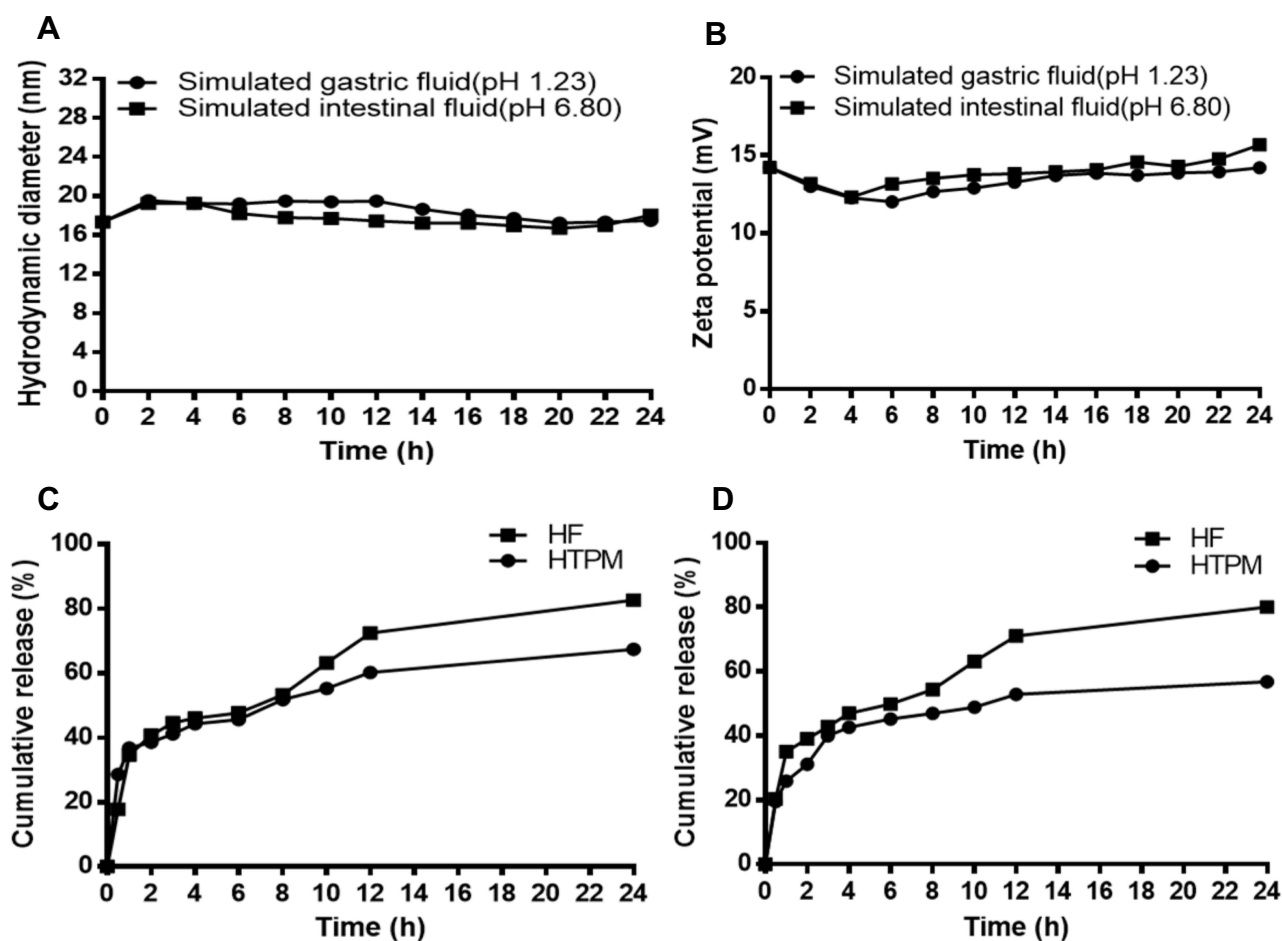 A
Hydrodynamic diameter (nm)
32
28
24
20
16
12
8
4
0
Simulated gastric fluid(pH 1.23)
Simulated intestinal fluid(pH 6.80)
0 2 4 6 8 10 12 14 16 18 20 22 24
Time (h)
B
Zeta potential (mV)
20
15
10
5
0
Simulated gastric fluid(pH 1.23)
Simulated intestinal fluid(pH 6.80)
0 2 4 6 8 10 12 14 16 18 20 22 24
Time (h)
C
Cumulative release (%)
100
80
60
40
20
0
HF
HTPM
0 2 4 6 8 10 12 14 16 18 20 22 24
Time (h)
D
Cumulative release (%)
100
80
60
40
20
0
HF
HTPM
0 2 4 6 8 10 12 14 16 18 20 22 24
Time (h)